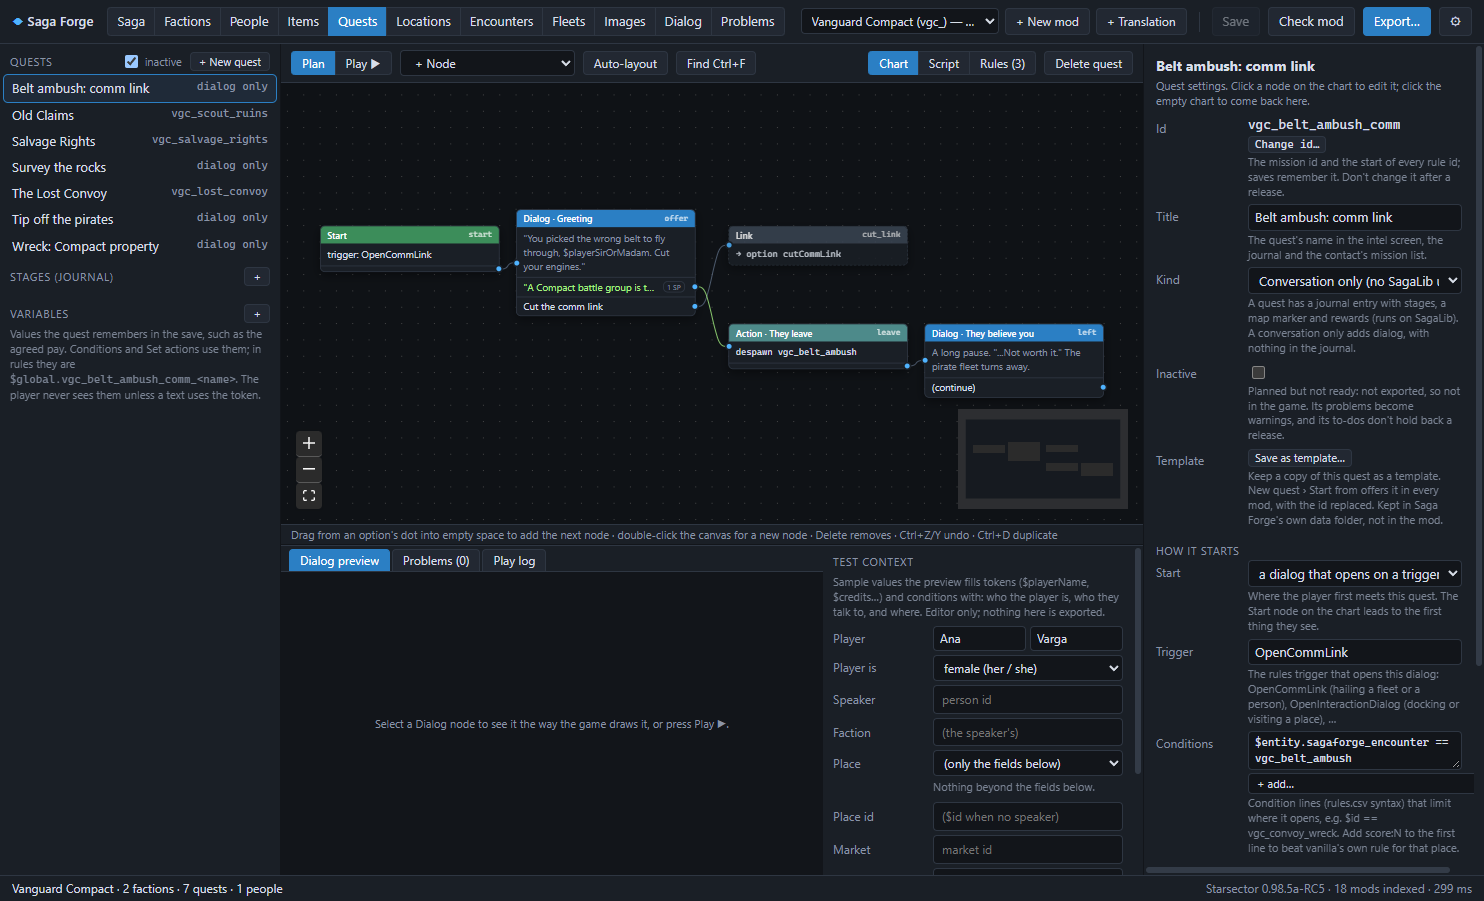 Saga Forge
Saga
Factions
People
Items
Quests
Locations
Encounters
Fleets
Images
Dialog
Problems
Vanguard Compact (vgc_) — ...
+ New mod
+ Translation
Save
Check mod
Export...
QUESTS
inactive
+ New quest
Belt ambush: comm link dialog only
Old Claims vgc_scout_ruins
Salvage Rights vgc_salvage_rights
Survey the rocks dialog only
The Lost Convoy vgc_lost_convoy
Tip off the pirates dialog only
Wreck: Compact property dialog only
STAGES (JOURNAL) +
VARIABLES +
Values the quest remembers in the save, such as the
agreed pay. Conditions and Set actions use them; in
rules they are
$global.vgc_belt_ambush_comm_<name>. The
player never sees them unless a text uses the token.
Plan
Play ▶
+ Node
Auto-layout
Find Ctrl+F
Chart
Script
Rules (3)
Delete quest
Start start
trigger: OpenCommLink
Dialog · Greeting offer
"You picked the wrong belt to fly
through, $playerSirOrMadam. Cut
your engines."
"A Compact battle group is t... 1 SP
Cut the comm link
Link cut_link
→ option cutCommLink
Action · They leave leave
despawn vgc_belt_ambush
Dialog · They believe you left
A long pause. "...Not worth it." The
pirate fleet turns away.
(continue)
Drag from an option's dot into empty space to add the next node · double-click the canvas for a new node · Delete removes · Ctrl+Z/Y undo · Ctrl+D duplicate
Dialog preview
Problems (0)
Play log
Select a Dialog node to see it the way the game draws it, or press Play ▶.
TEST CONTEXT
Sample values the preview fills tokens ($playerName,
$credits...) and conditions with: who the player is, who they
talk to, and where. Editor only; nothing here is exported.
Player Ana Varga
Player is female (her / she)
Speaker person id
Faction (the speaker's)
Place (only the fields below)
Nothing beyond the fields below.
Place id ($id when no speaker)
Market market id
Belt ambush: comm link
Quest settings. Click a node on the chart to edit it; click the
empty chart to come back here.
Id vgc_belt_ambush_comm
Change id...
The mission id and the start of every rule id;
saves remember it. Don't change it after a
release.
Title Belt ambush: comm link
The quest's name in the intel screen, the
journal and the contact's mission list.
Kind Conversation only (no SagaLib
A quest has a journal entry with stages, a
map marker and rewards (runs on SagaLib).
A conversation only adds dialog, with
nothing in the journal.
Inactive
Planned but not ready: not exported, so not
in the game. Its problems become
warnings, and its to-dos don't hold back a
release.
Template Save as template...
Keep a copy of this quest as a template.
New quest › Start from offers it in every
mod, with the id replaced. Kept in Saga
Forge's own data folder, not in the mod.
HOW IT STARTS
Start a dialog that opens on a trigger
Where the player first meets this quest. The
Start node on the chart leads to the first
thing they see.
Trigger OpenCommLink
The rules trigger that opens this dialog:
OpenCommLink (hailing a fleet or a
person), OpenInteractionDialog (docking or
visiting a place), ...
Conditions $entity.sagaforge_encounter ==
vgc_belt_ambush
+ add...
Condition lines (rules.csv syntax) that limit
where it opens, e.g. $id ==
vgc_convoy_wreck. Add score:N to the first
line to beat vanilla's own rule for that place.
Vanguard Compact · 2 factions · 7 quests · 1 people
Starsector 0.98.5a-RC5 · 18 mods indexed · 299 ms